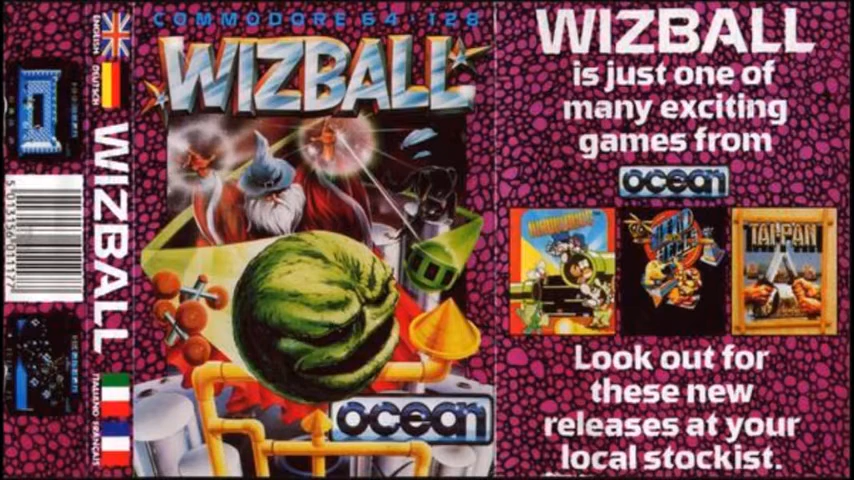 ENGLISH
DEUTSCH
WIZBALL
ITALIANO
FRANÇAIS
COMMODORE 64·128
WIZBALL
ocean
WIZBALL
is just one of
many exciting
games from
ocean
TAI-PAN
Look out for
these new
releases at your
local stockist.